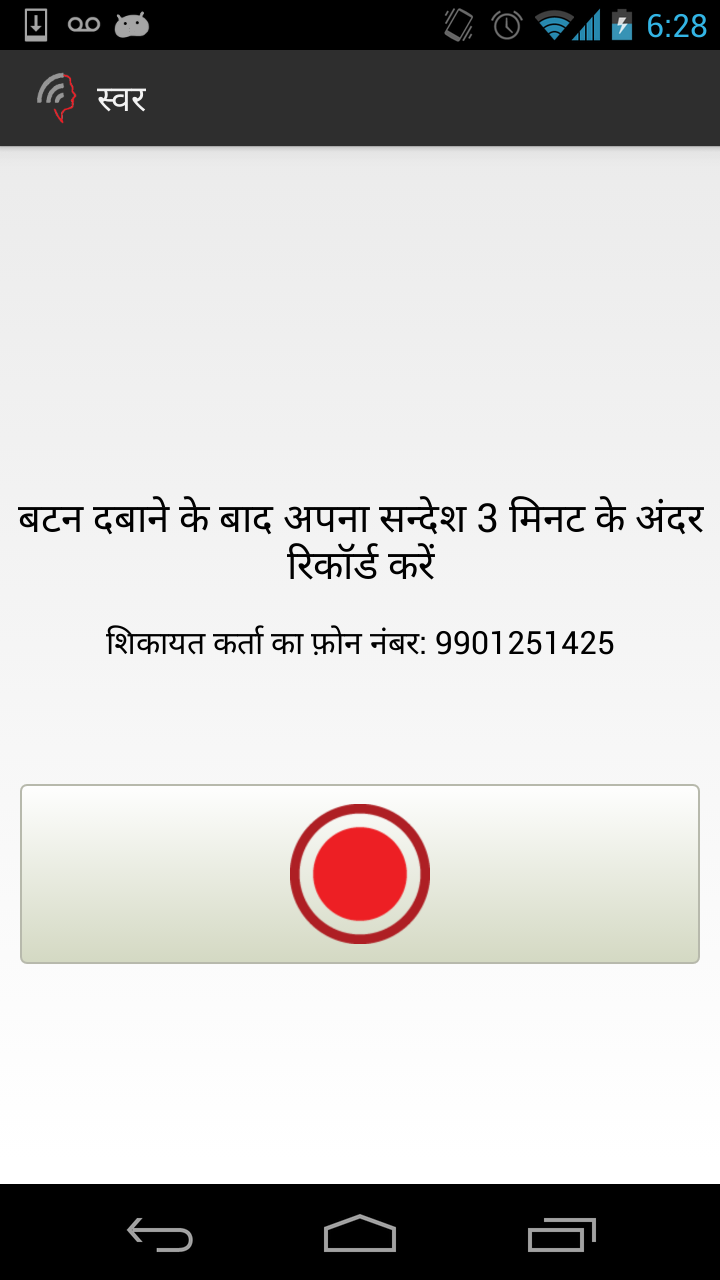 6:28
स्वर
बटन दबाने के बाद अपना सन्देश 3 मिनट के अंदर
रिकॉर्ड करें
शिकायत कर्ता का फ़ोन नंबर: 9901251425